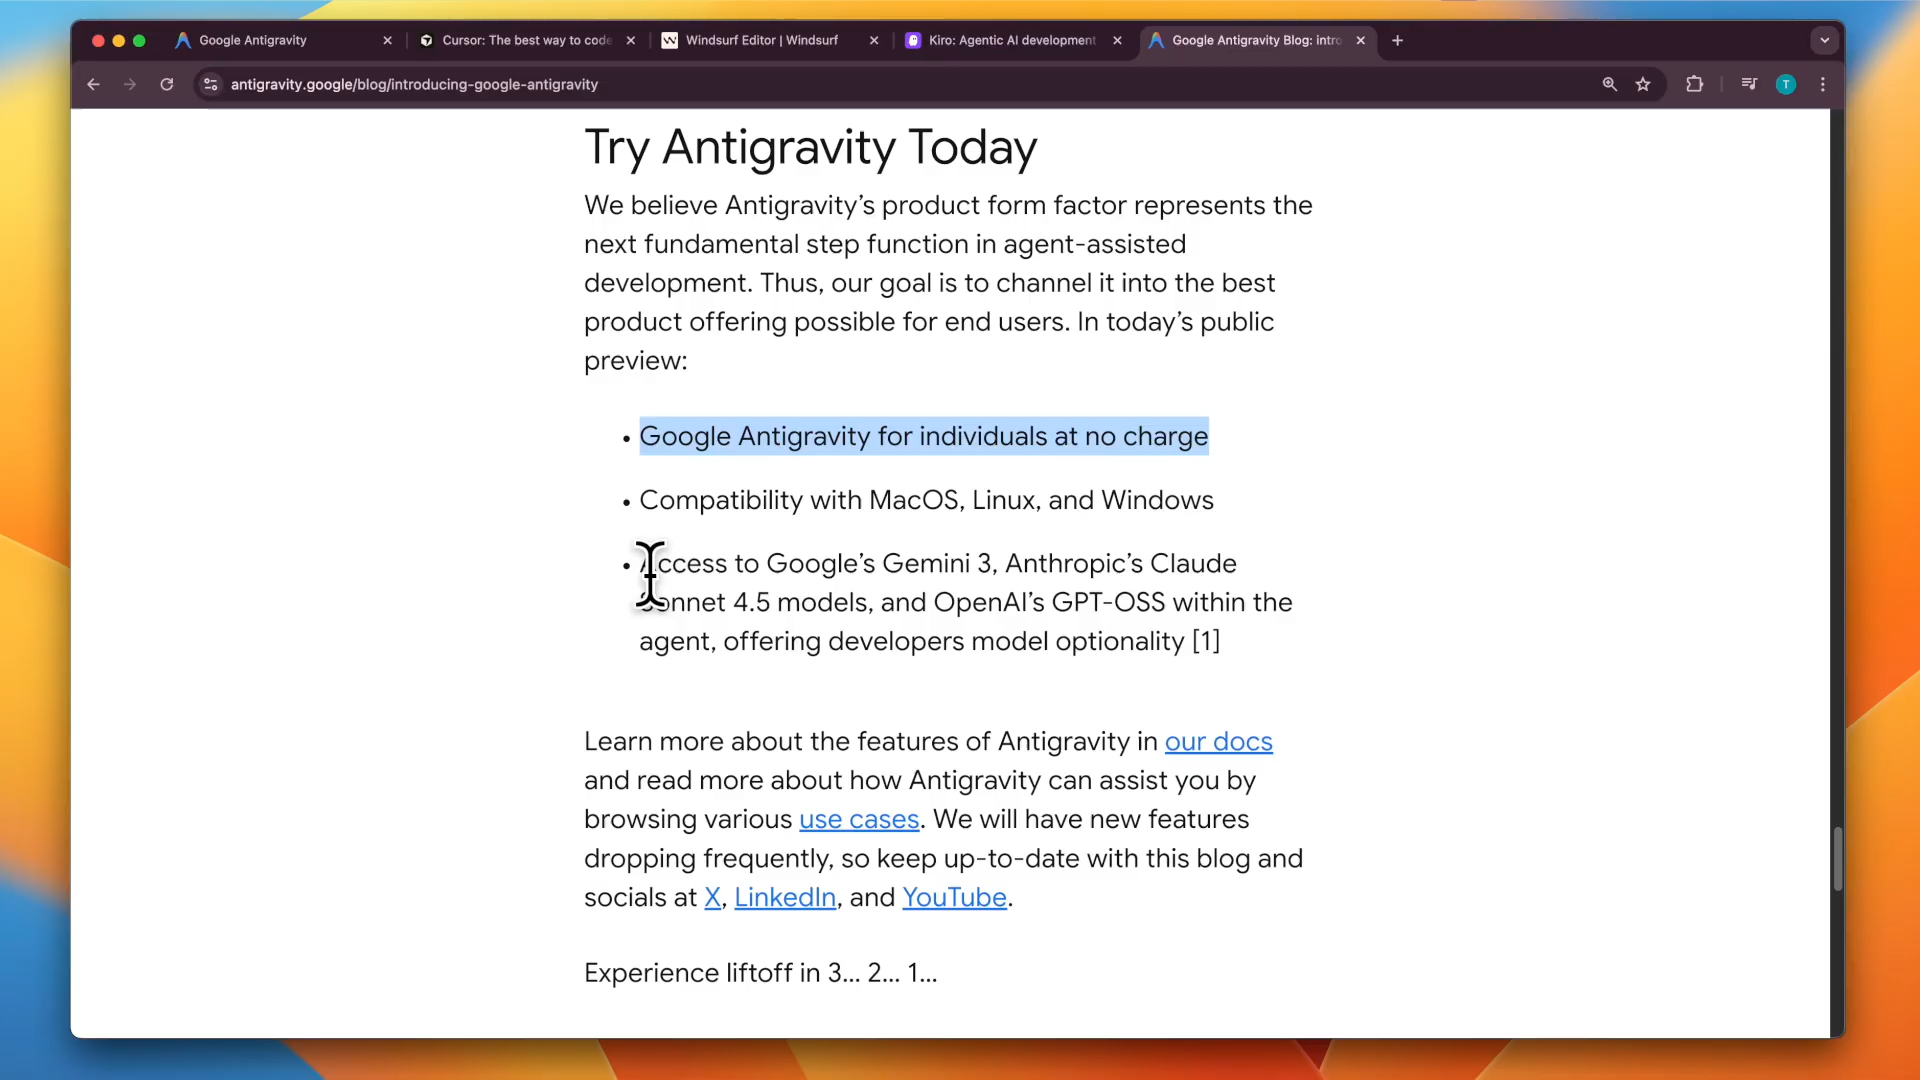 Google Antigravity
Cursor: The best way to code
Windsurf Editor | Windsurf
Kiro: Agentic AI development
Google Antigravity Blog: intro
antigravity.google/blog/introducing-google-antigravity
T
Try Antigravity Today
We believe Antigravity’s product form factor represents the
next fundamental step function in agent-assisted
development. Thus, our goal is to channel it into the best
product offering possible for end users. In today’s public
preview:
• Google Antigravity for individuals at no charge
• Compatibility with MacOS, Linux, and Windows
• Access to Google’s Gemini 3, Anthropic’s Claude
Sonnet 4.5 models, and OpenAI’s GPT-OSS within the
agent, offering developers model optionality [1]
Learn more about the features of Antigravity in our docs
and read more about how Antigravity can assist you by
browsing various use cases. We will have new features
dropping frequently, so keep up-to-date with this blog and
socials at X, LinkedIn, and YouTube.
Experience liftoff in 3... 2... 1...